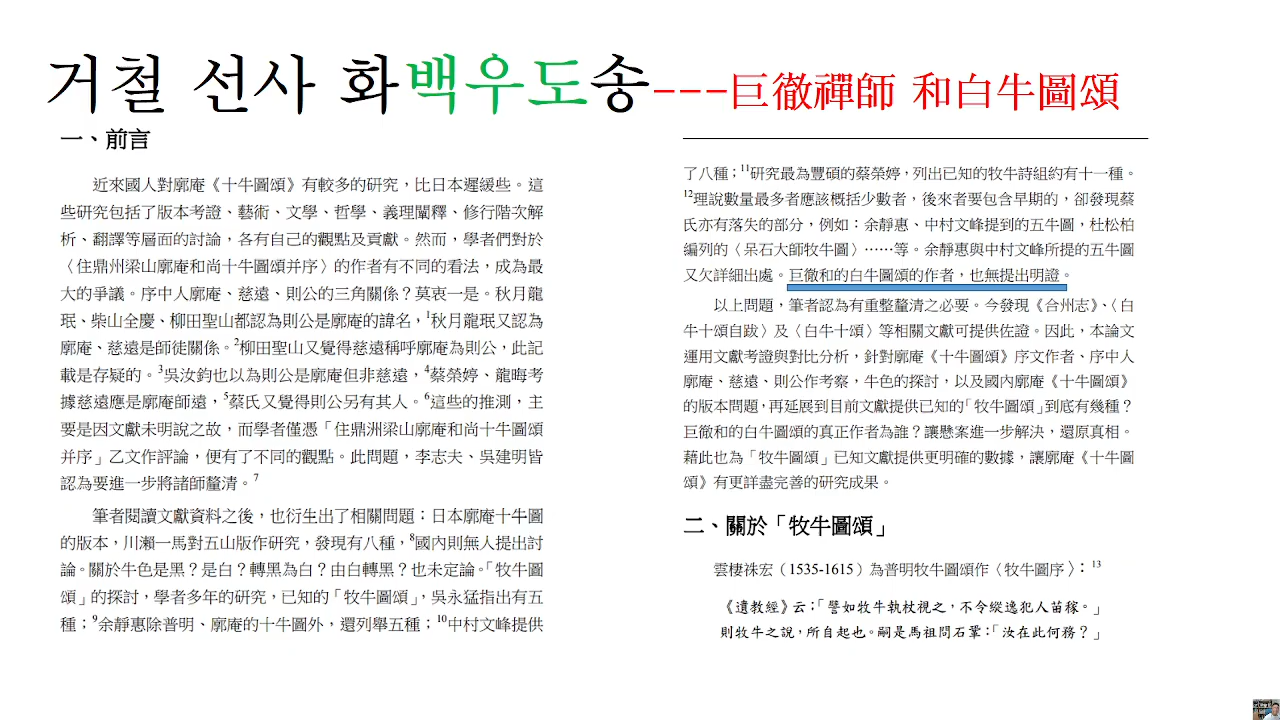 거철 선사 화백우도송---巨徹禪師 和白牛圖頌
一、前言
近來國人對廓庵《十牛圖頌》有較多的研究，比日本遲緩些。這
些研究包括了版本考證、藝術、文學、哲學、義理闡釋、修行階次解
析、翻譯等層面的討論，各有自己的觀點及貢獻。然而，學者們對於
〈住鼎州梁山廓庵和尚十牛圖頌并序〉的作者有不同的看法，成為最
大的爭議。序中人廓庵、慈遠、則公的三角關係？莫衷一是。秋月龍
珉、柴山全慶、柳田聖山都認為則公是廓庵的諱名，1秋月龍珉又認為
廓庵、慈遠是師徒關係。2柳田聖山又覺得慈遠稱呼廓庵為則公，此記
載是存疑的。3吳汝鈞也以為則公是廓庵但非慈遠，4蔡榮婷、龍晦考
據慈遠應是廓庵師遠，5蔡氏又覺得則公另有其人。6這些的推測，主
要是因文獻未明說之故，而學者僅憑「住鼎洲梁山廓庵和尚十牛圖頌
并序」乙文作評論，便有了不同的觀點。此問題，李志夫、吳建明皆
認為要進一步將諸師釐清。7
筆者閱讀文獻資料之後，也衍生出了相關問題；日本廓庵十牛圖
的版本，川瀨一馬對五山版作研究，發現有八種，8國內則無人提出討
論。關於牛色是黑？是白？轉黑為白？由白轉黑？也未定論。「牧牛圖
頌」的探討，學者多年的研究，已知的「牧牛圖頌」，吳永猛指出有五
種；9余靜惠除普明、廓庵的十牛圖外，還列舉五種；10中村文峰提供
了八種；11研究最為豐碩的蔡榮婷，列出已知的牧牛詩組約有十一種。
12理說數量最多者應該概括少數者，後來者要包含早期的，卻發現蔡
氏亦有落失的部分，例如：余靜惠、中村文峰提到的五牛圖，杜松柏
編列的〈呆石大師牧牛圖〉……等。余靜惠與中村文峰所提的五牛圖
又欠詳細出處。巨徹和的白牛圖頌的作者，也無提出明證。
以上問題，筆者認為有重整釐清之必要。今發現《合州志》、〈白
牛十頌自跋〉及〈白牛十頌〉等相關文獻可提供佐證。因此，本論文
運用文獻考證與對比分析，針對廓庵《十牛圖頌》序文作者、序中人
廓庵、慈遠、則公作考察，牛色的探討，以及國內廓庵《十牛圖頌》
的版本問題，再延展到目前文獻提供已知的「牧牛圖頌」到底有幾種？
巨徹和的白牛圖頌的真正作者為誰？讓懸案進一步解決，還原真相。
藉此也為「牧牛圖頌」已知文獻提供更明確的數據，讓廓庵《十牛圖
頌》有更詳盡完善的研究成果。
二、關於「牧牛圖頌」
雲棲袾宏（1535-1615）為普明牧牛圖頌作〈牧牛圖序〉：13
《遺教經》云：「譬如牧牛執杖視之，不令縱逸犯人苗稼。」
則牧牛之說，所自起也。嗣是馬祖問石鞏：「汝在此何務？」